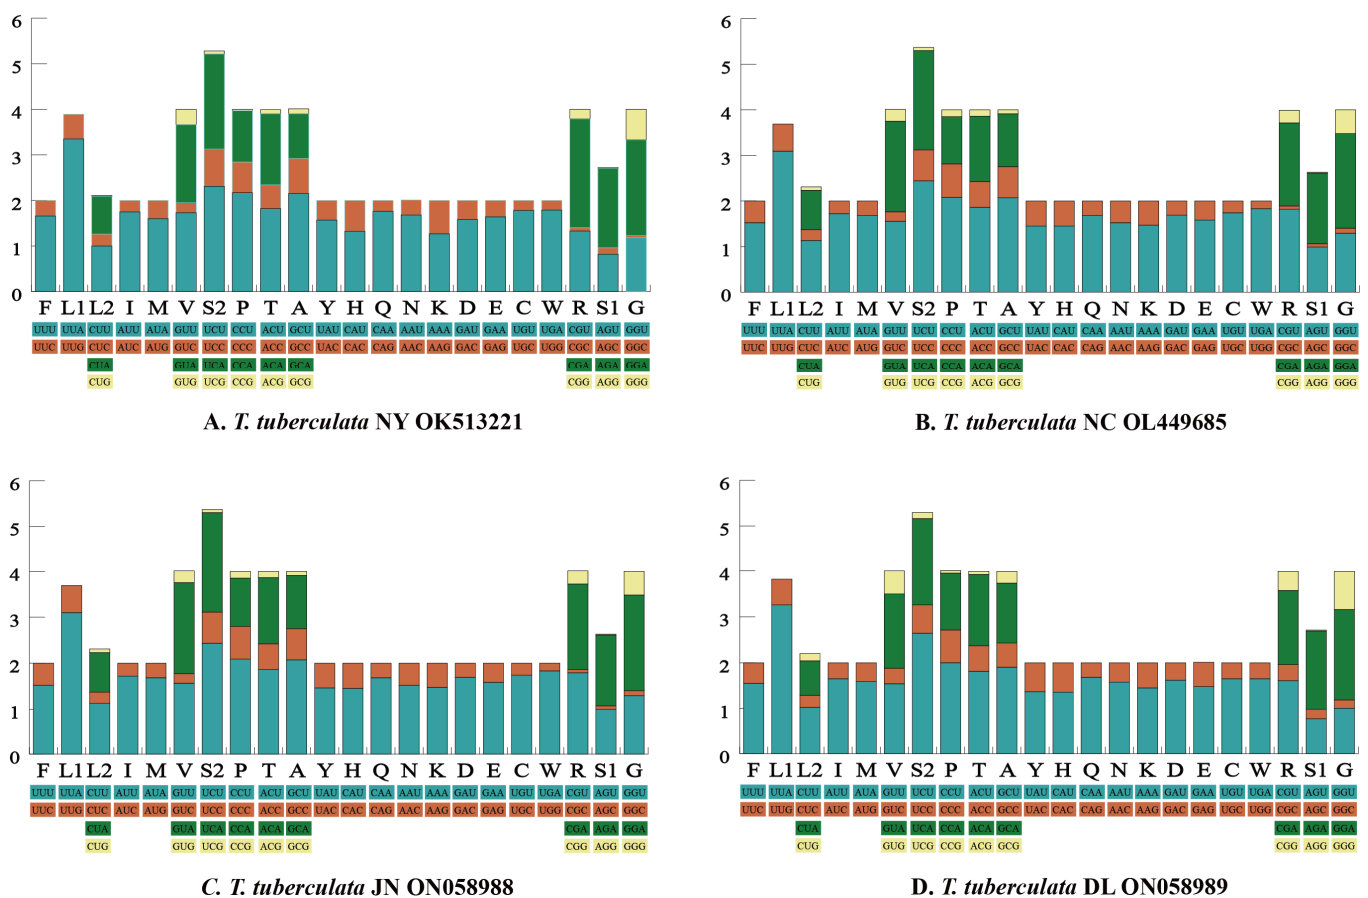 6
5
4
3
2
1
0
F L1 L2 I M V S2 P T A Y H Q N K D E C W R S1 G
UUU UUA CUU AUU AUA GUU UCU CCU ACU GCU UAU CAU CAA AAU AAA GAU GAA UGU UGA CGU AGU GGU
UUC UUG CUC AUC AUG GUC UCC CCC ACC GCC UAC CAC CAG AAC AAG GAC GAG UGC UGG CGC AGC GGC
CUA GUA UCA CCA ACA GCA CGA AGA GGA
CUG GUG UCG CCG ACG GCG CGG AGG GGG
A. T. tuberculata NY OK513221
6
5
4
3
2
1
0
F L1 L2 I M V S2 P T A Y H Q N K D E C W R S1 G
UUU UUA CUU AUU AUA GUU UCU CCU ACU GCU UAU CAU CAA AAU AAA GAU GAA UGU UGA CGU AGU GGU
UUC UUG CUC AUC AUG GUC UCC CCC ACC GCC UAC CAC CAG AAC AAG GAC GAG UGC UGG CGC AGC GGC
CUA GUA UCA CCA ACA GCA CGA AGA GGA
CUG GUG UCG CCG ACG GCG CGG AGG GGG
B. T. tuberculata NC OL449685
6
5
4
3
2
1
0
F L1 L2 I M V S2 P T A Y H Q N K D E C W R S1 G
UUU UUA CUU AUU AUA GUU UCU CCU ACU GCU UAU CAU CAA AAU AAA GAU GAA UGU UGA CGU AGU GGU
UUC UUG CUC AUC AUG GUC UCC CCC ACC GCC UAC CAC CAG AAC AAG GAC GAG UGC UGG CGC AGC GGC
CUA GUA UCA CCA ACA GCA CGA AGA GGA
CUG GUG UCG CCG ACG GCG CGG AGG GGG
C. T. tuberculata JN ON058988
6
5
4
3
2
1
0
F L1 L2 I M V S2 P T A Y H Q N K D E C W R S1 G
UUU UUA CUU AUU AUA GUU UCU CCU ACU GCU UAU CAU CAA AAU AAA GAU GAA UGU UGA CGU AGU GGU
UUC UUG CUC AUC AUG GUC UCC CCC ACC GCC UAC CAC CAG AAC AAG GAC GAG UGC UGG CGC AGC GGC
CUA GUA UCA CCA ACA GCA CGA AGA GGA
CUG GUG UCG CCG ACG GCG CGG AGG GGG
D. T. tuberculata DL ON058989